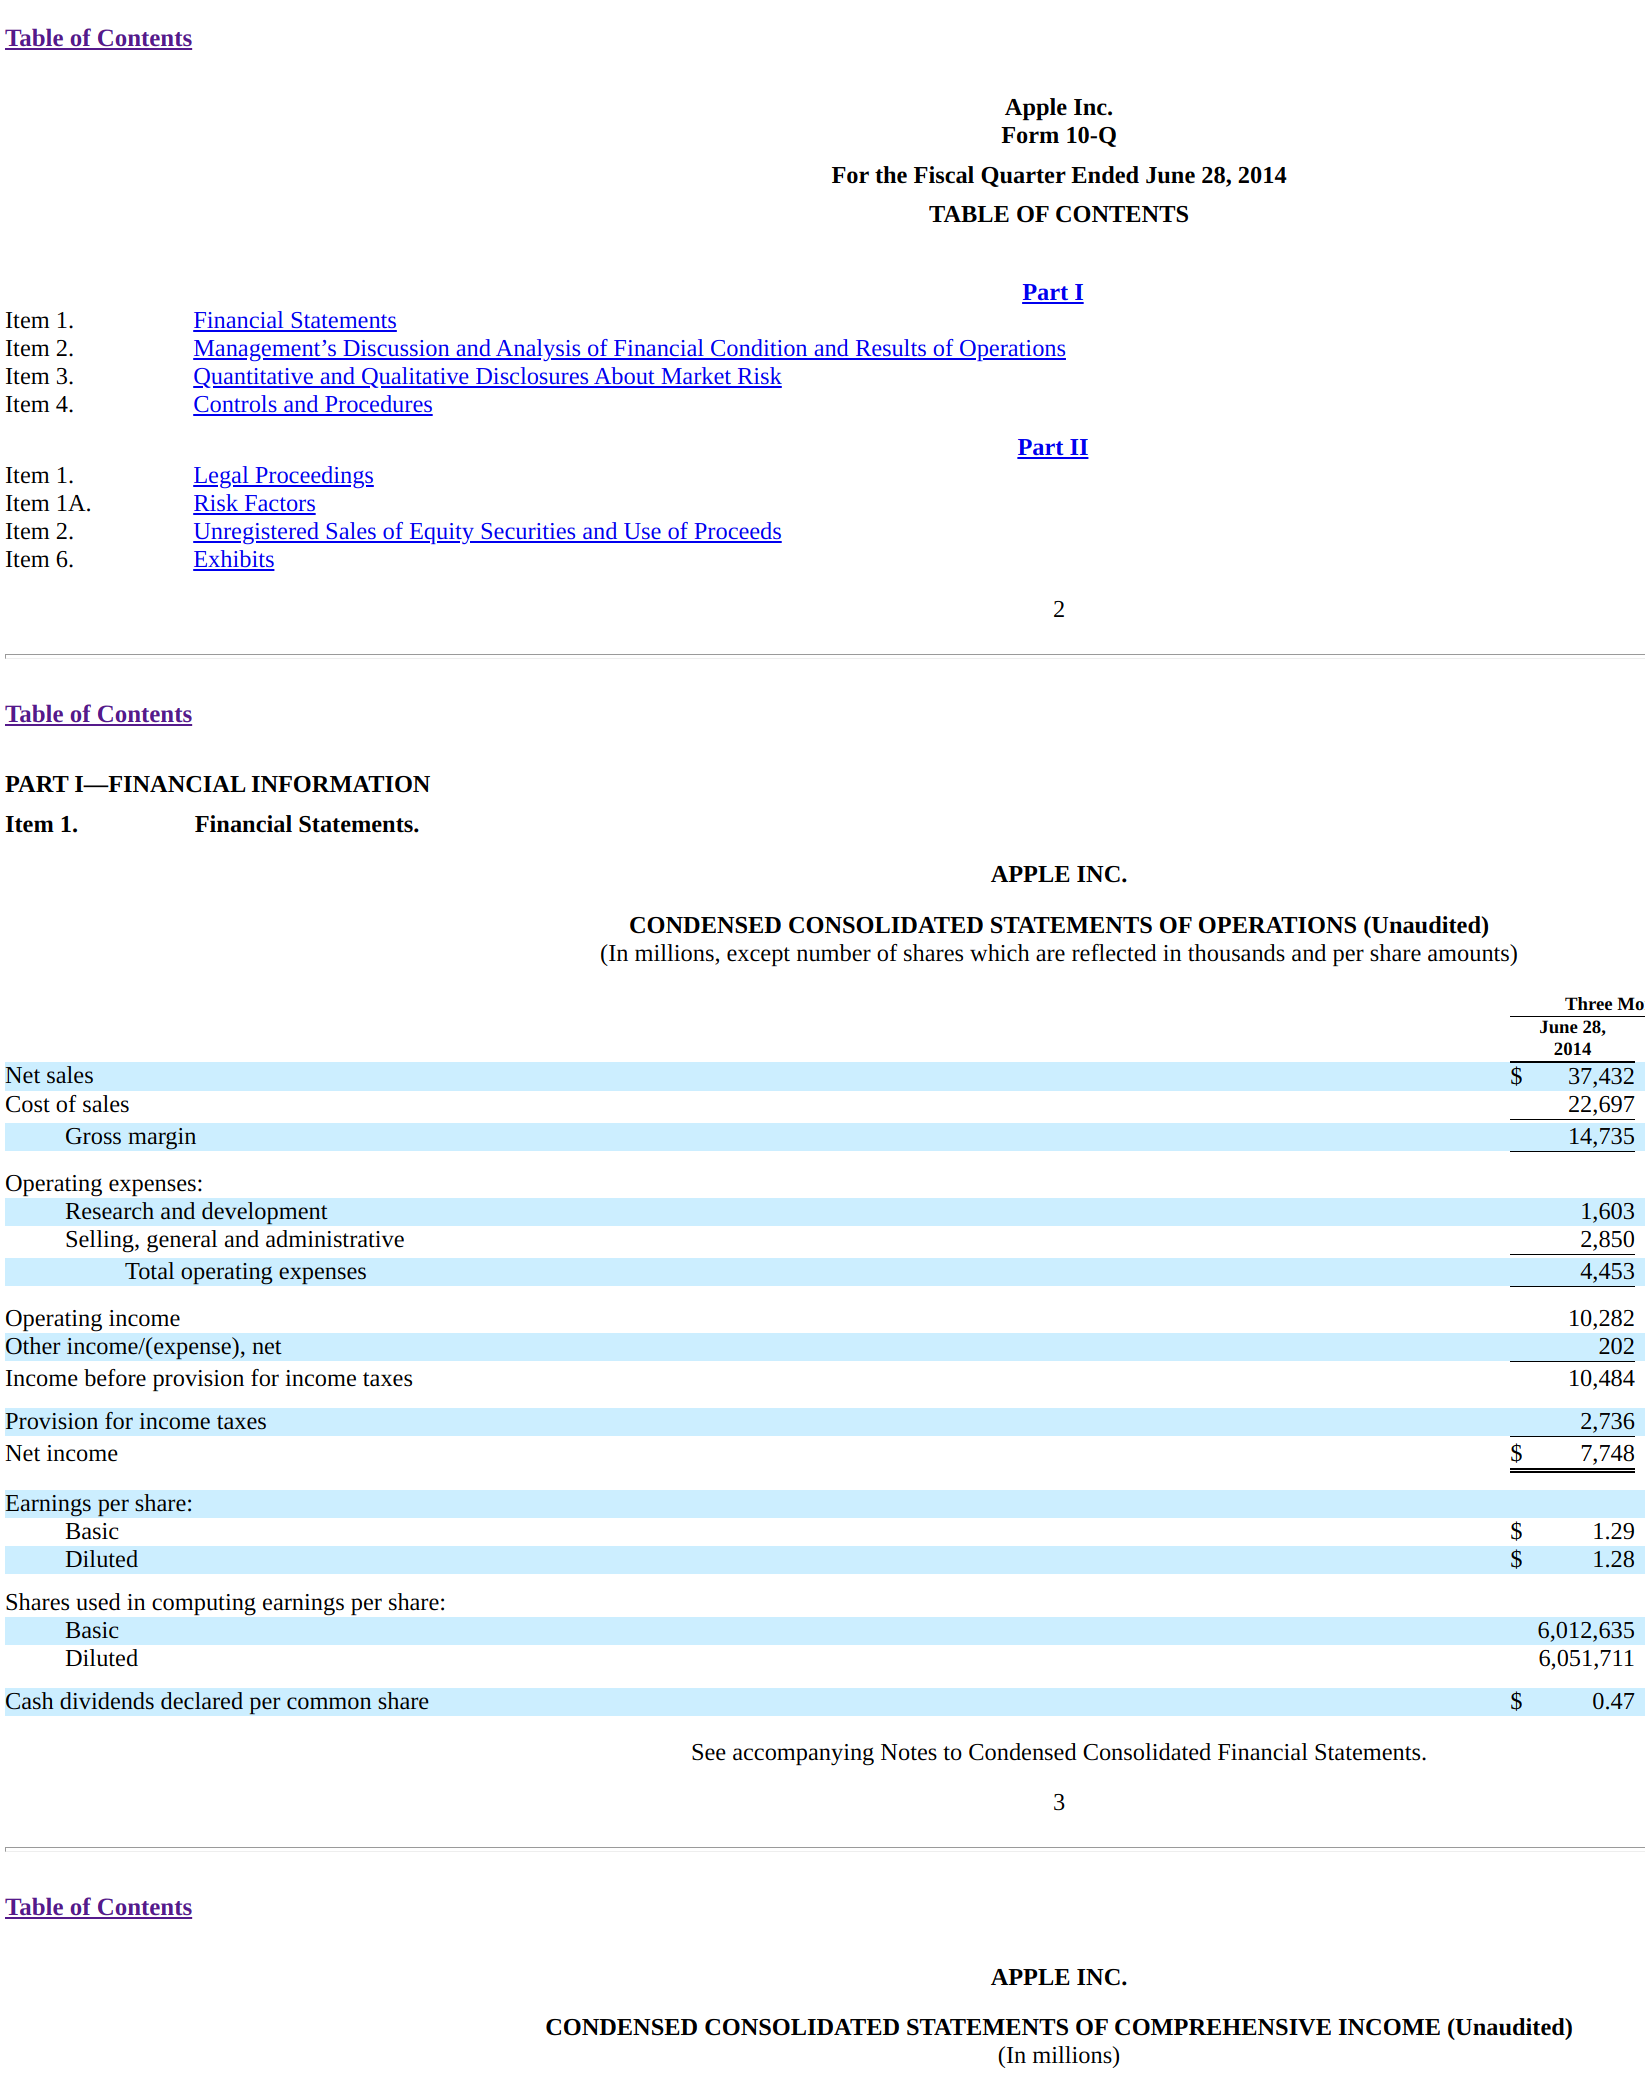 Table of Contents
Apple Inc.
Form 10-Q
For the Fiscal Quarter Ended June 28, 2014
TABLE OF CONTENTS
Part I
Item 1. Financial Statements
Item 2. Management’s Discussion and Analysis of Financial Condition and Results of Operations
Item 3. Quantitative and Qualitative Disclosures About Market Risk
Item 4. Controls and Procedures
Part II
Item 1. Legal Proceedings
Item 1A. Risk Factors
Item 2. Unregistered Sales of Equity Securities and Use of Proceeds
Item 6. Exhibits
2
Table of Contents
PART I—FINANCIAL INFORMATION
Item 1. Financial Statements.
APPLE INC.
CONDENSED CONSOLIDATED STATEMENTS OF OPERATIONS (Unaudited)
(In millions, except number of shares which are reflected in thousands and per share amounts)
Three Mo
June 28,
2014
Net sales $ 37,432
Cost of sales 22,697
Gross margin 14,735
Operating expenses:
Research and development 1,603
Selling, general and administrative 2,850
Total operating expenses 4,453
Operating income 10,282
Other income/(expense), net 202
Income before provision for income taxes 10,484
Provision for income taxes 2,736
Net income $ 7,748
Earnings per share:
Basic $ 1.29
Diluted $ 1.28
Shares used in computing earnings per share:
Basic 6,012,635
Diluted 6,051,711
Cash dividends declared per common share $ 0.47
See accompanying Notes to Condensed Consolidated Financial Statements.
3
Table of Contents
APPLE INC.
CONDENSED CONSOLIDATED STATEMENTS OF COMPREHENSIVE INCOME (Unaudited)
(In millions)